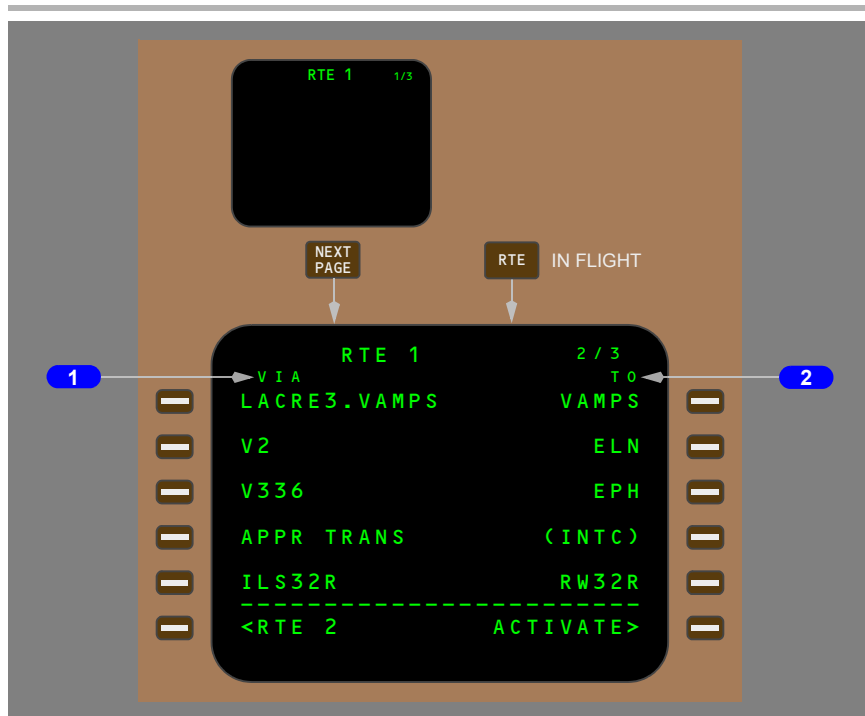 RTE 1 1/3
NEXT
PAGE
RTE IN FLIGHT
RTE 1 2/3
1 VIA TO 2
LACRE3.VAMPS VAMPS
V2 ELN
V336 EPH
APPR TRANS (INTC)
ILS32R RW32R
------------------------
<RTE 2 ACTIVATE>